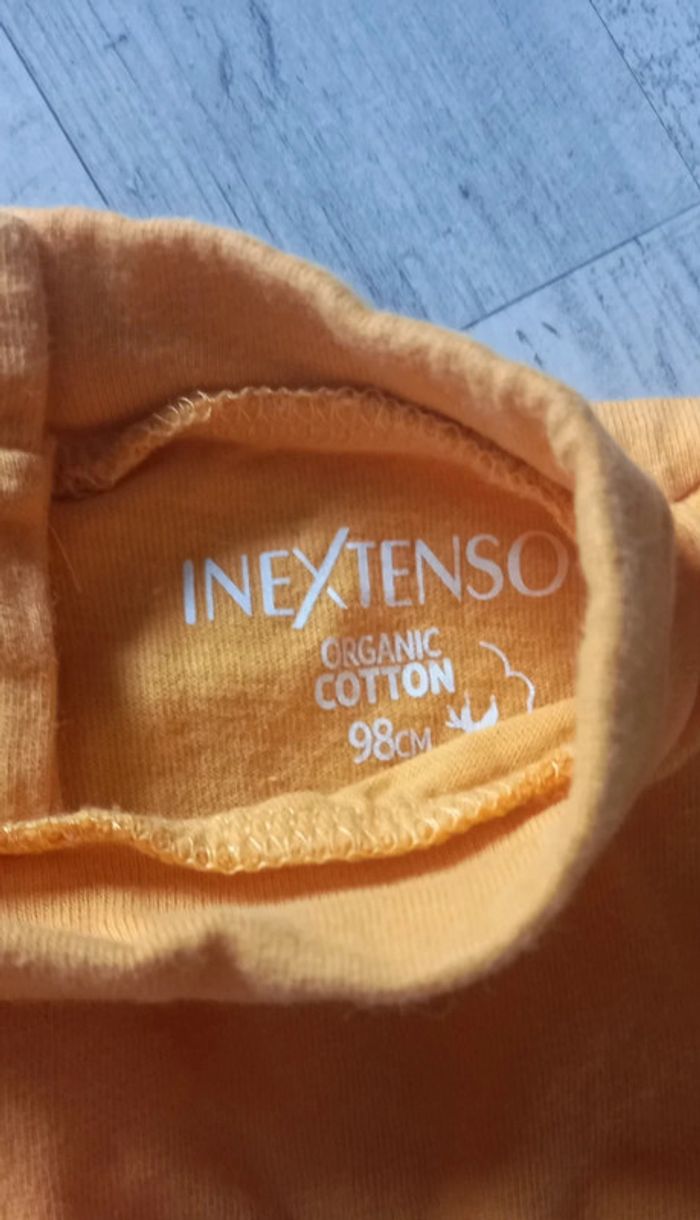 INEXTENSO
ORGANIC
COTTON
98CM